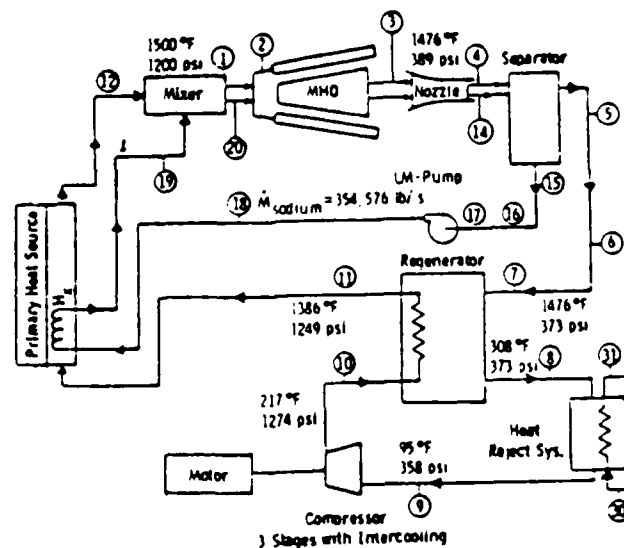 1500 °F
1200 psi
1
2
3
1476 °F
389 psi
4
Separator
12
Mixer
MHD
Nozzle
20
14
5
19
LM-Pump
15
18
Ṁsodium = 354,576 lb/s
17
16
6
Primary Heat Source
Regenerator
11
7
1386 °F
1249 psi
1476 °F
373 psi
308 °F
373 psi
8
31
10
217 °F
1274 psi
Heat
Reject Sys.
95 °F
358 psi
Motor
9
30
Compressor
3 Stages with Intercooling